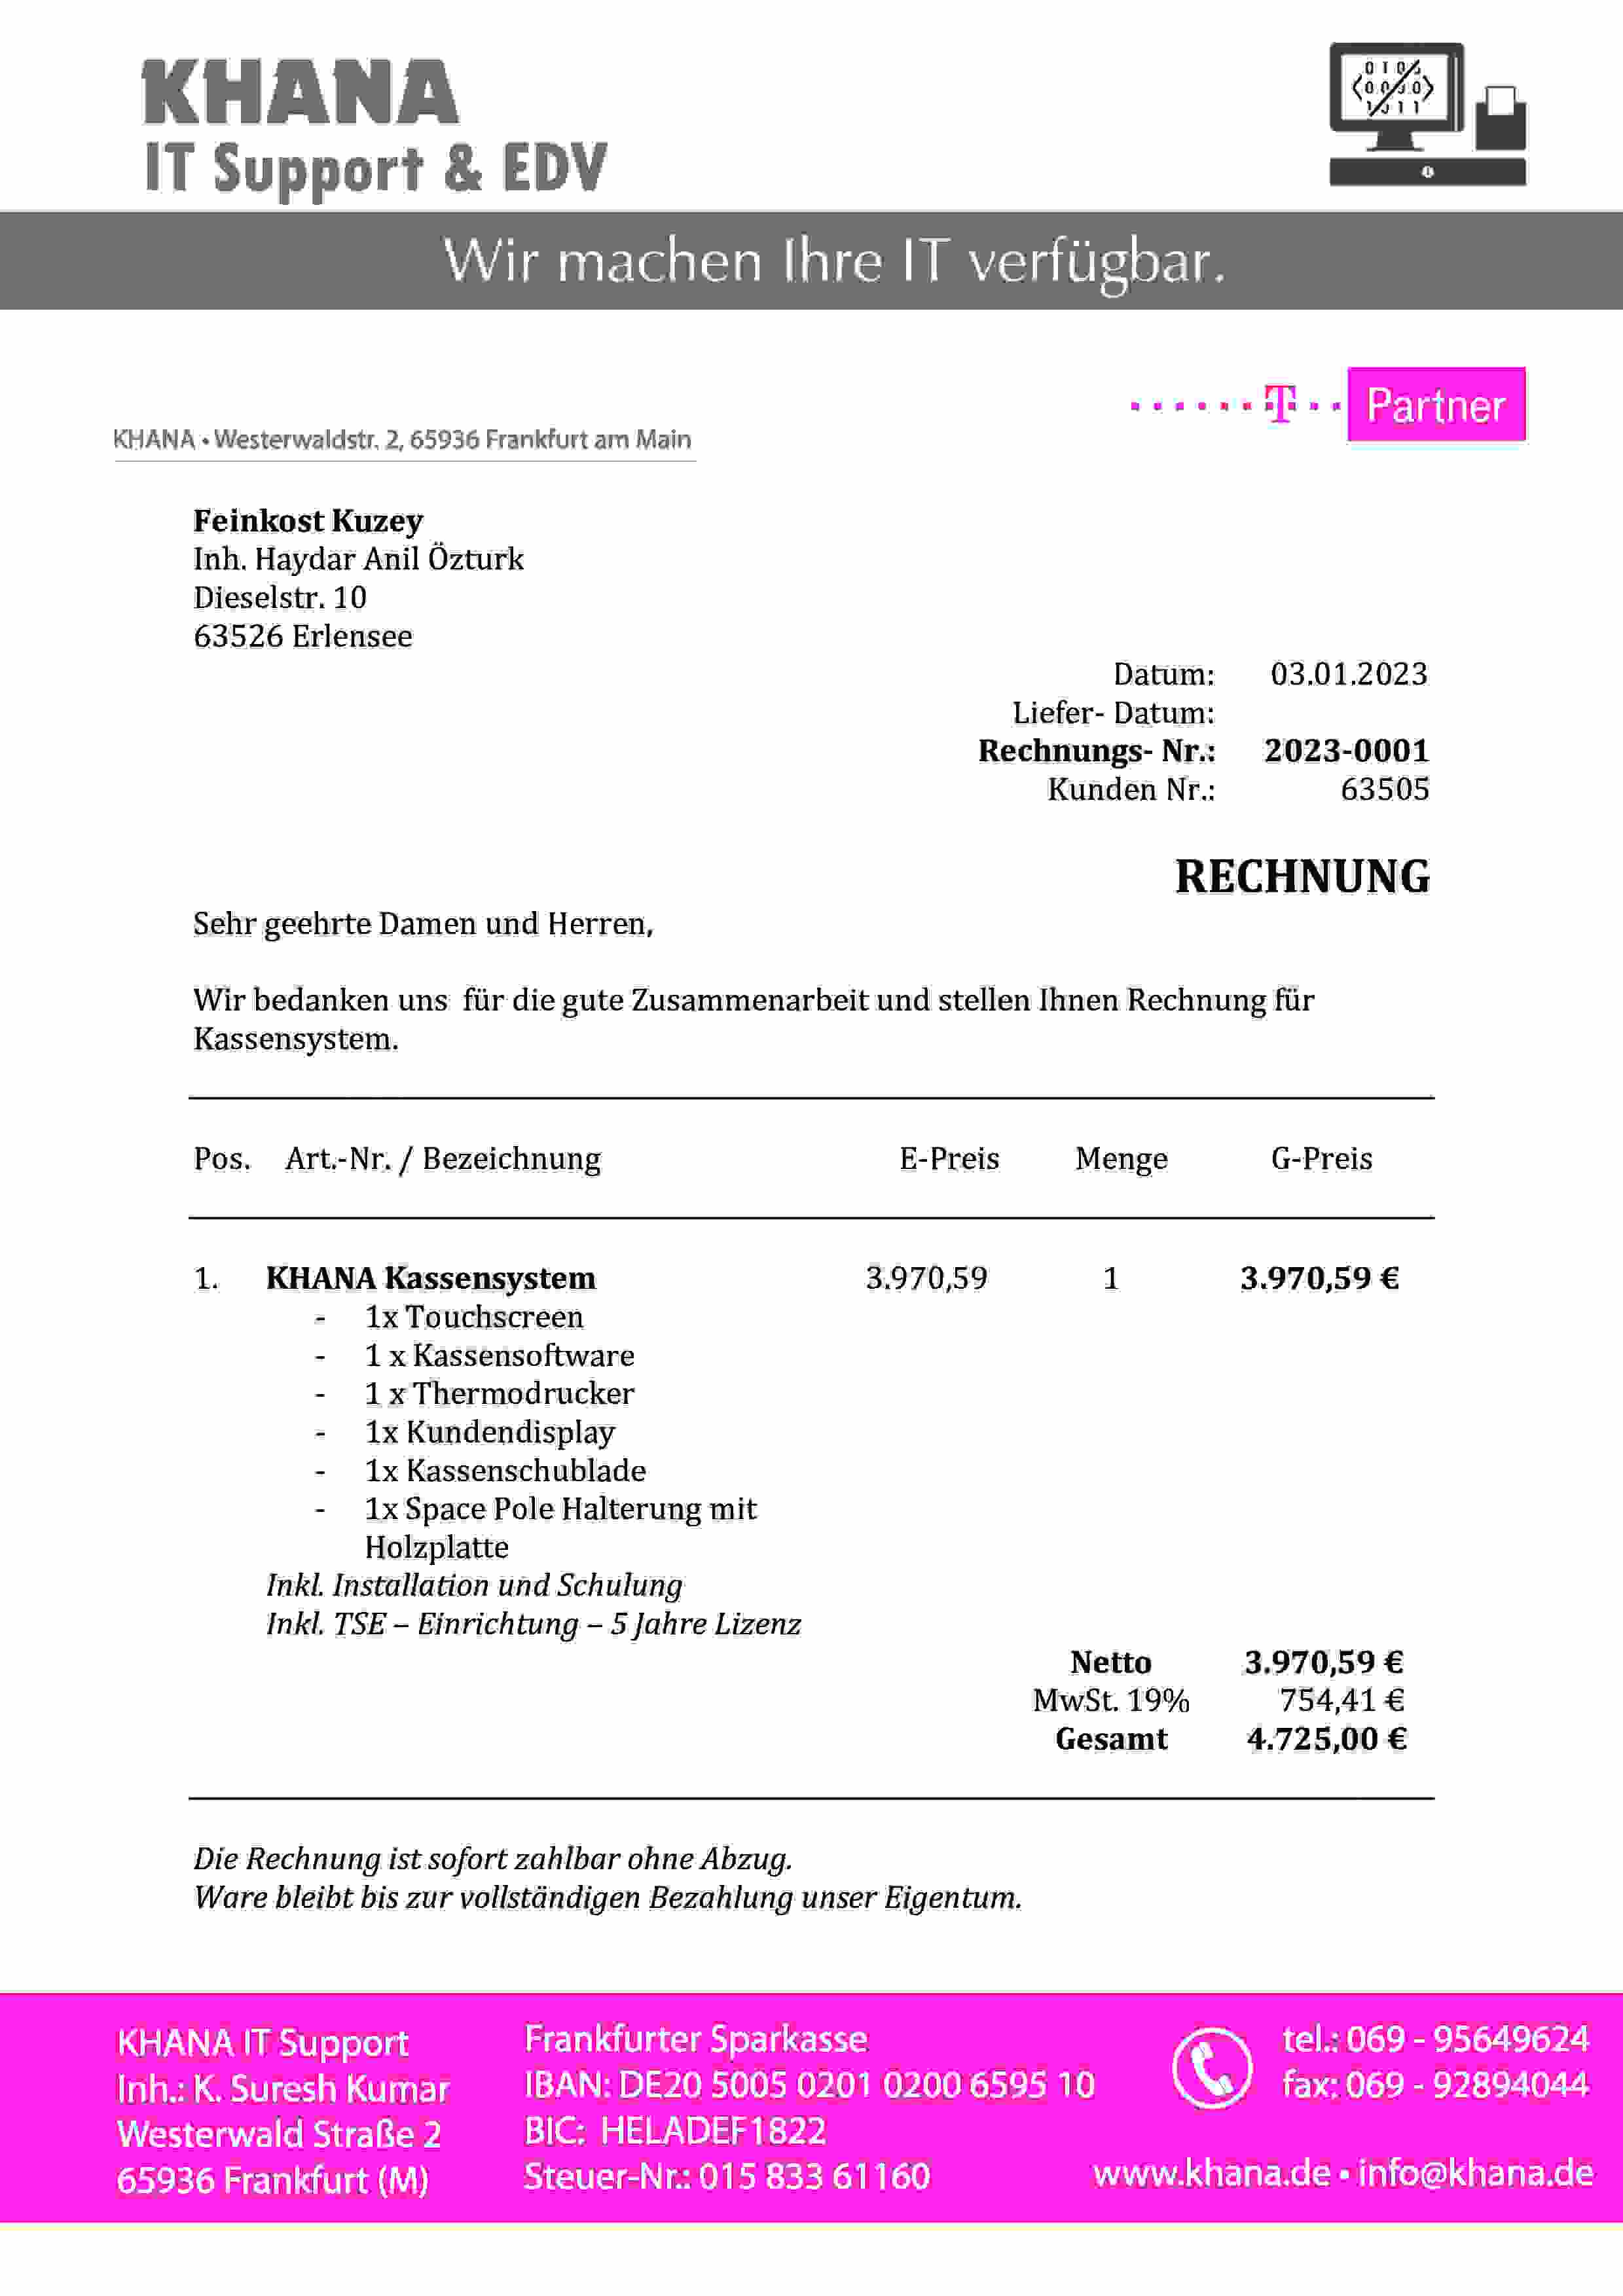 KHANA
IT Support & EDV
Wir machen Ihre IT verfügbar.
T Partner
KHANA • Westerwaldstr. 2, 65936 Frankfurt am Main
Feinkost Kuzey
Inh. Haydar Anil Özturk
Dieselstr. 10
63526 Erlensee
Datum: 03.01.2023
Liefer- Datum:
Rechnungs- Nr.: 2023-0001
Kunden Nr.: 63505
RECHNUNG
Sehr geehrte Damen und Herren,
Wir bedanken uns für die gute Zusammenarbeit und stellen Ihnen Rechnung für
Kassensystem.
Pos. Art.-Nr. / Bezeichnung E-Preis Menge G-Preis
1. KHANA Kassensystem 3.970,59 1 3.970,59 €
- 1x Touchscreen
- 1 x Kassensoftware
- 1 x Thermodrucker
- 1x Kundendisplay
- 1x Kassenschublade
- 1x Space Pole Halterung mit
Holzplatte
Inkl. Installation und Schulung
Inkl. TSE – Einrichtung – 5 Jahre Lizenz
Netto 3.970,59 €
MwSt. 19% 754,41 €
Gesamt 4.725,00 €
Die Rechnung ist sofort zahlbar ohne Abzug.
Ware bleibt bis zur vollständigen Bezahlung unser Eigentum.
KHANA IT Support
Inh.: K. Suresh Kumar
Westerwald Straße 2
65936 Frankfurt (M)
Frankfurter Sparkasse
IBAN: DE20 5005 0201 0200 6595 10
BIC: HELADEF1822
Steuer-Nr.: 015 833 61160
tel.: 069 - 95649624
fax: 069 - 92894044
www.khana.de • info@khana.de